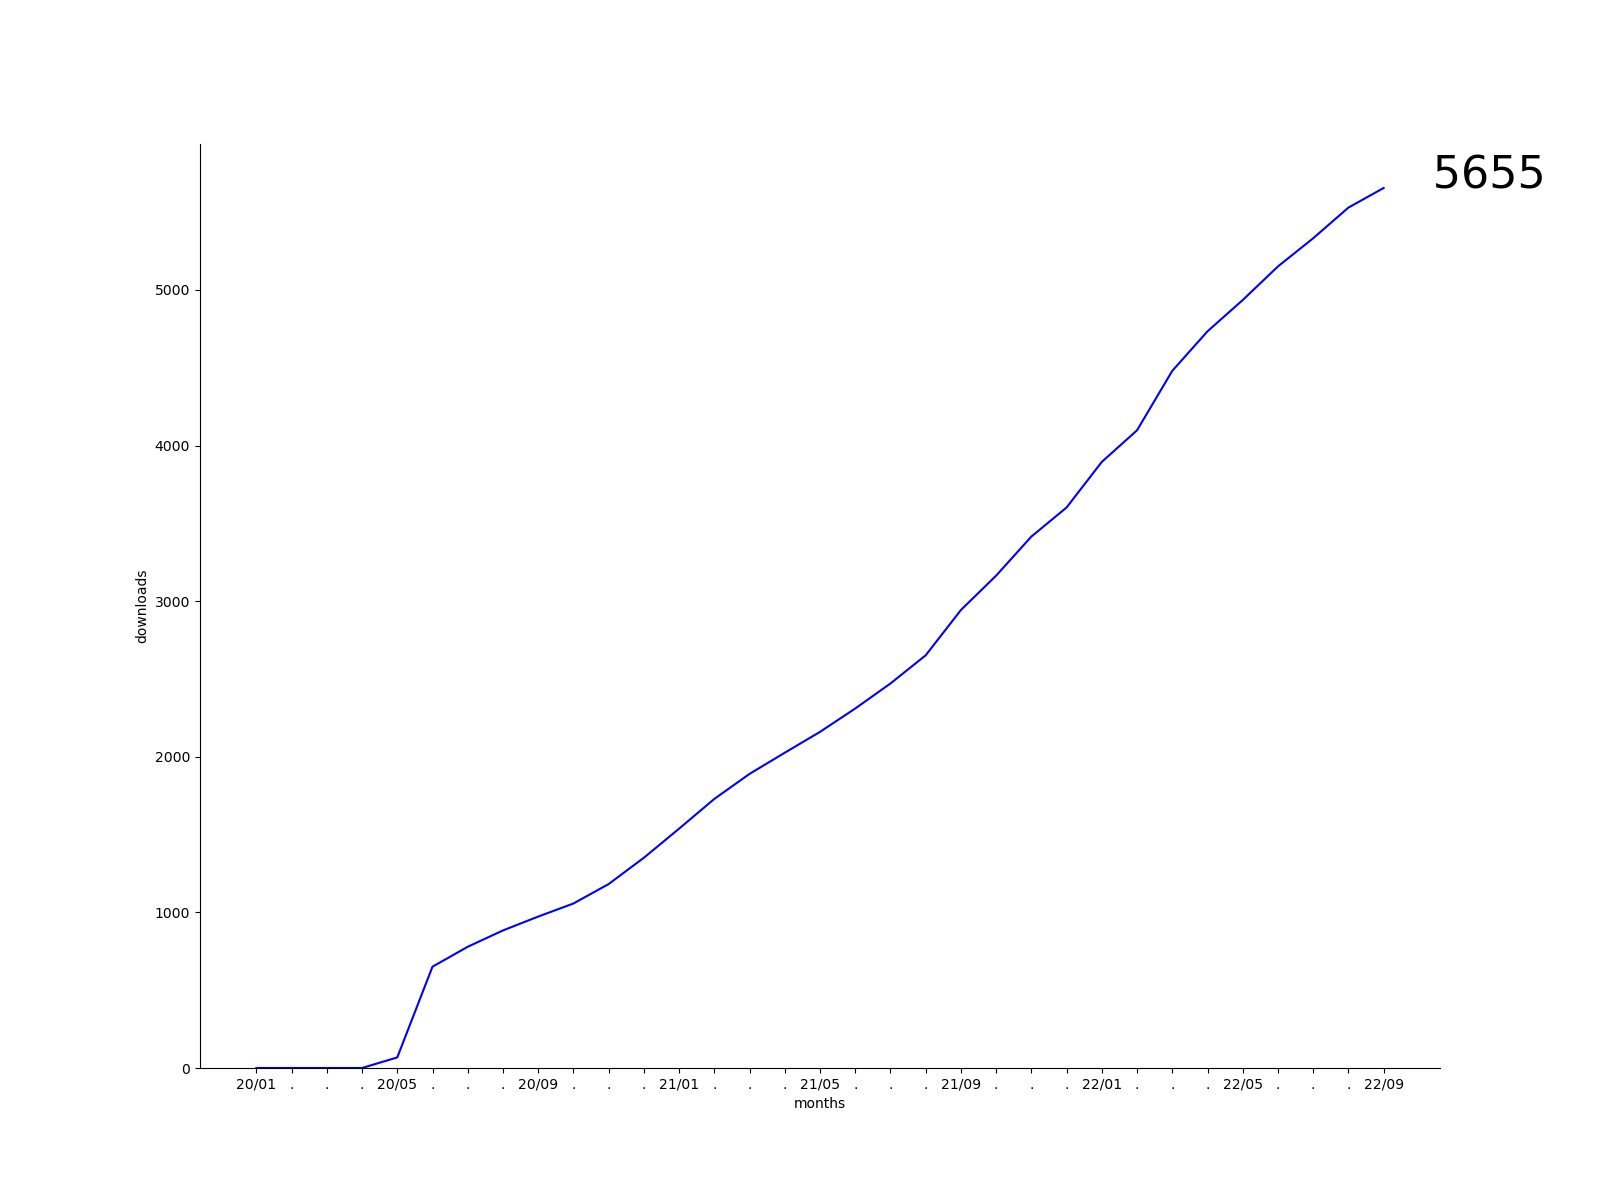 5655
5000
4000
3000
2000
1000
0
downloads
20/01 . . . 20/05 . . . 20/09 . . . 21/01 . . . 21/05 . . . 21/09 . . . 22/01 . . . 22/05 . . . 22/09
months